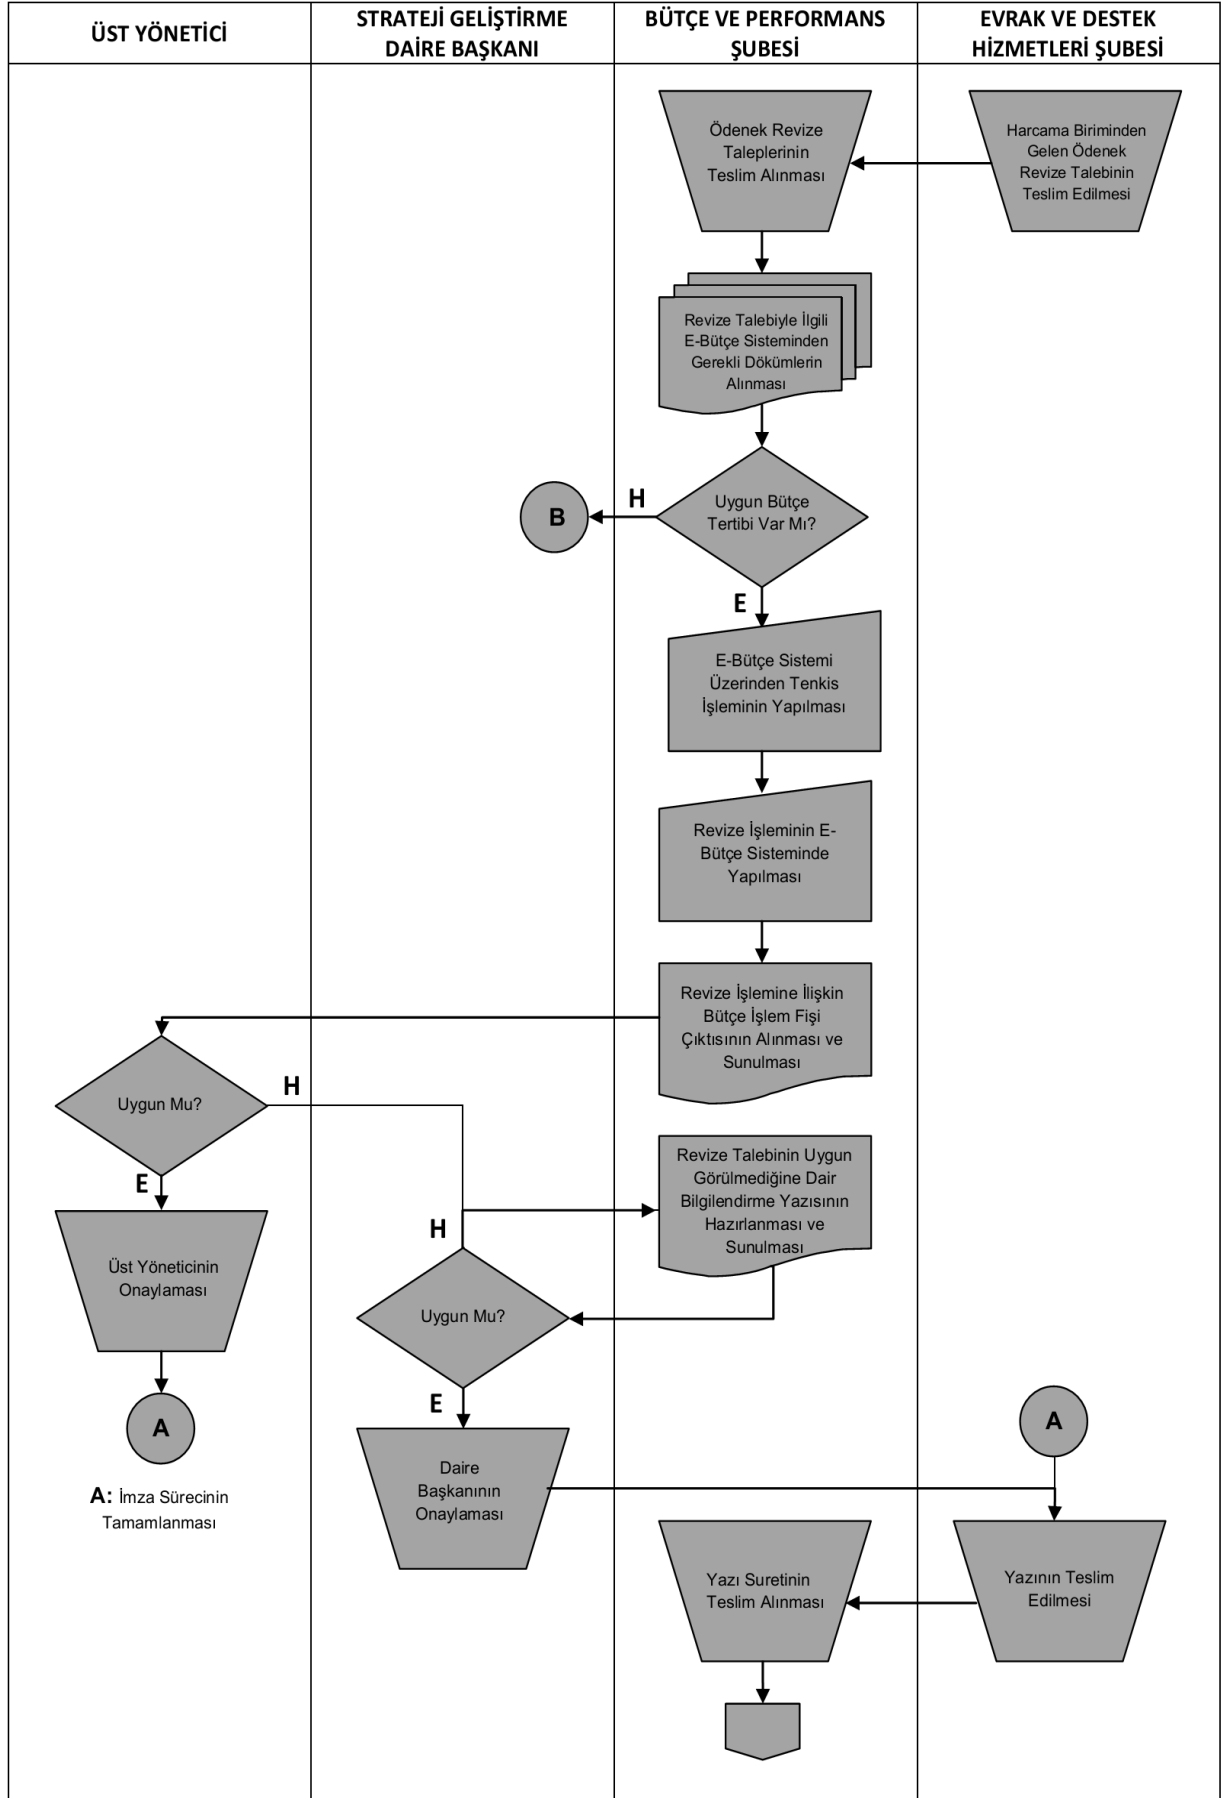 ÜST YÖNETİCİ
STRATEJİ GELİŞTİRME
DAİRE BAŞKANI
BÜTÇE VE PERFORMANS
ŞUBESİ
EVRAK VE DESTEK
HİZMETLERİ ŞUBESİ
Ödenek Revize
Taleplerinin
Teslim Alınması
Harcama Biriminden
Gelen Ödenek
Revize Talebinin
Teslim Edilmesi
Revize Talebiyle İlgili
E-Bütçe Sisteminden
Gerekli Dökümlerin
Alınması
B
H
Uygun Bütçe
Tertibi Var Mı?
E
E-Bütçe Sistemi
Üzerinden Tenkis
İşleminin Yapılması
Revize İşleminin E-
Bütçe Sisteminde
Yapılması
Revize İşlemine İlişkin
Bütçe İşlem Fişi
Çıktısının Alınması ve
Sunulması
Uygun Mu?
H
E
Revize Talebinin Uygun
Görülmediğine Dair
Bilgilendirme Yazısının
Hazırlanması ve
Sunulması
H
Üst Yöneticinin
Onaylaması
Uygun Mu?
E
A
A
A: İmza Sürecinin
Tamamlanması
Daire
Başkanının
Onaylaması
Yazı Suretinin
Teslim Alınması
Yazının Teslim
Edilmesi